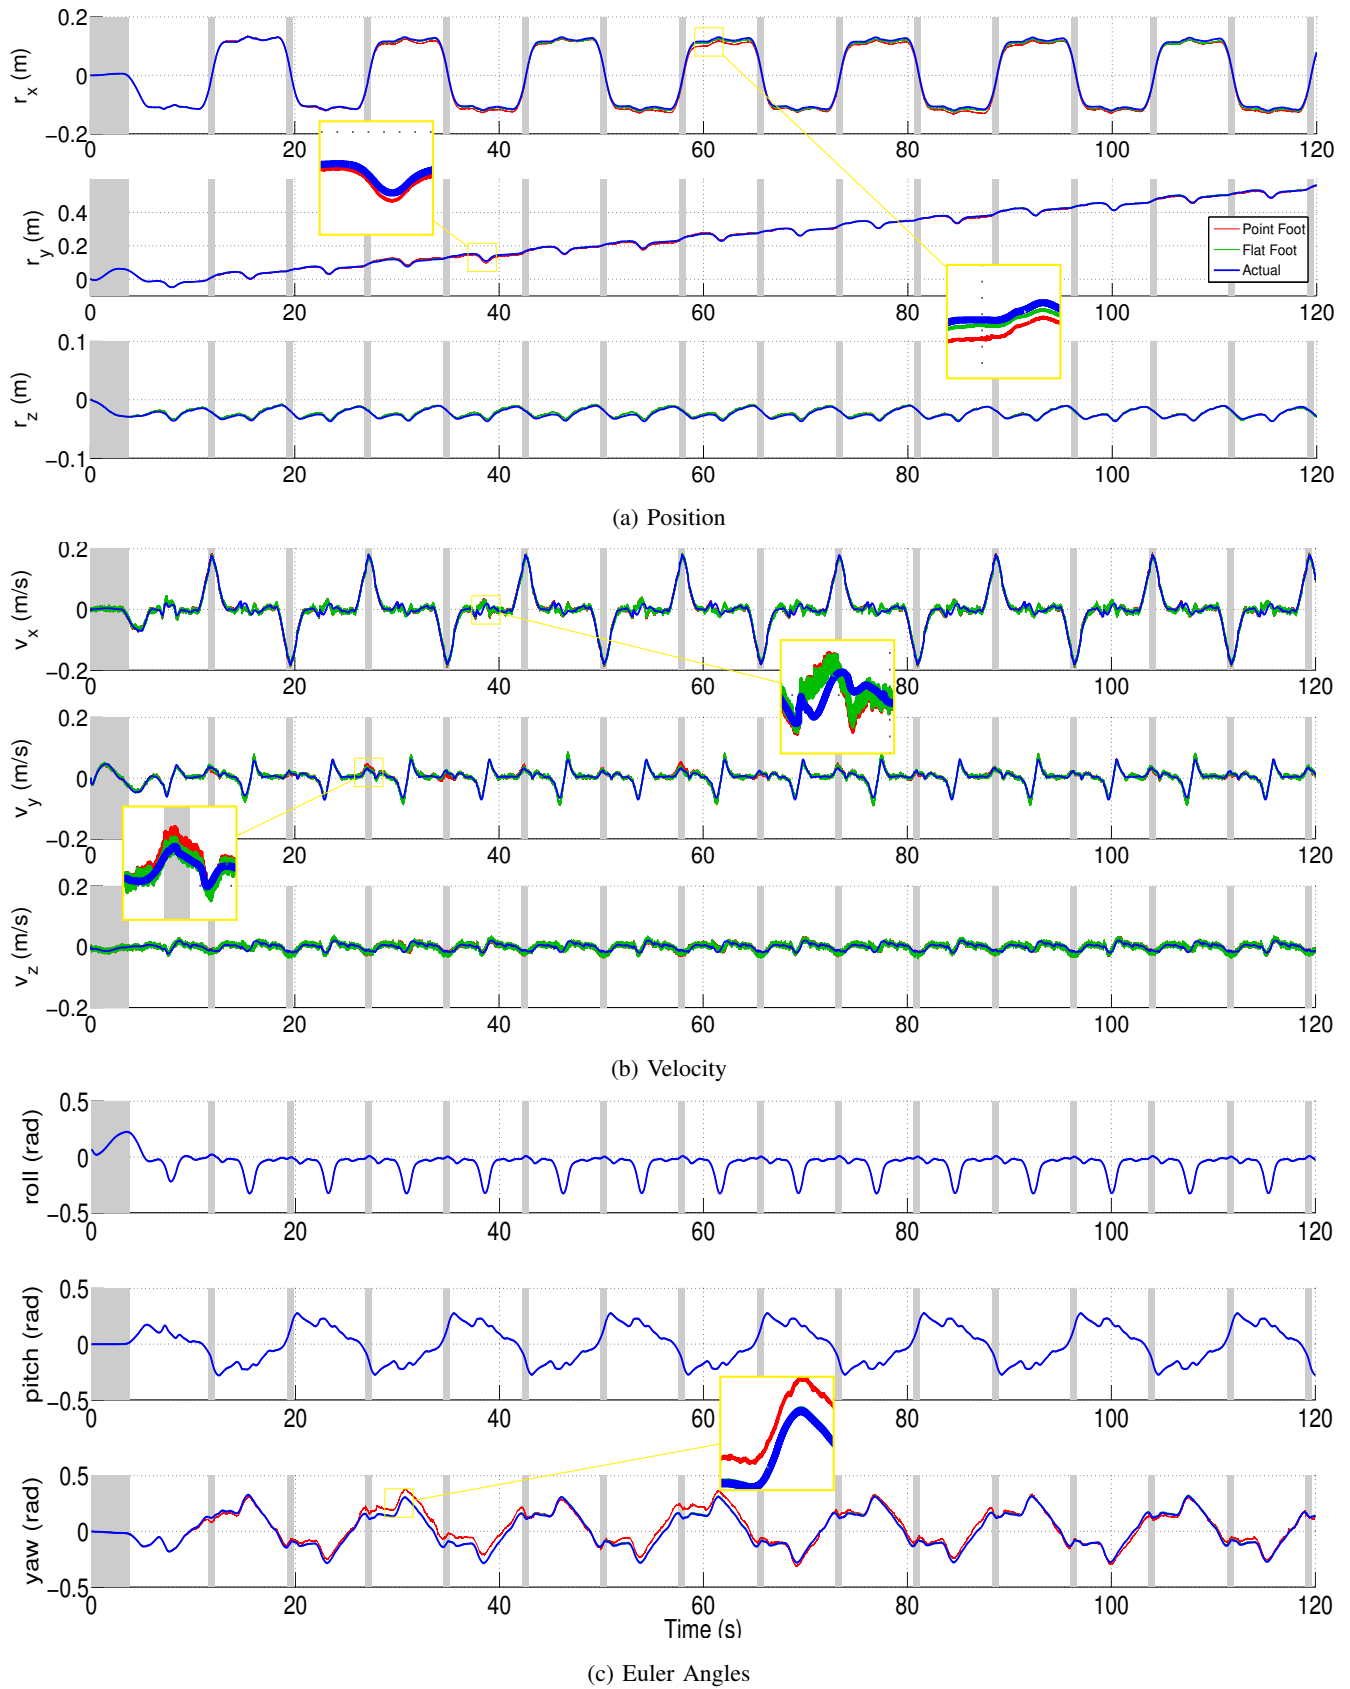 0.2
0
−0.2
r_x (m)
0 20 40 60 80 100 120
0.4
0.2
0
r_y (m)
Point Foot
Flat Foot
Actual
0 20 40 60 80 100 120
0.1
0
−0.1
r_z (m)
0 20 40 60 80 100 120
(a) Position
0.2
0
−0.2
v_x (m/s)
0 20 40 60 80 100 120
0.2
0
−0.2
v_y (m/s)
0 20 40 60 80 100 120
0.2
0
−0.2
v_z (m/s)
0 20 40 60 80 100 120
(b) Velocity
0.5
0
−0.5
roll (rad)
0 20 40 60 80 100 120
0.5
0
−0.5
pitch (rad)
0 20 40 60 80 100 120
0.5
0
−0.5
yaw (rad)
0 20 40 60 80 100 120
Time (s)
(c) Euler Angles